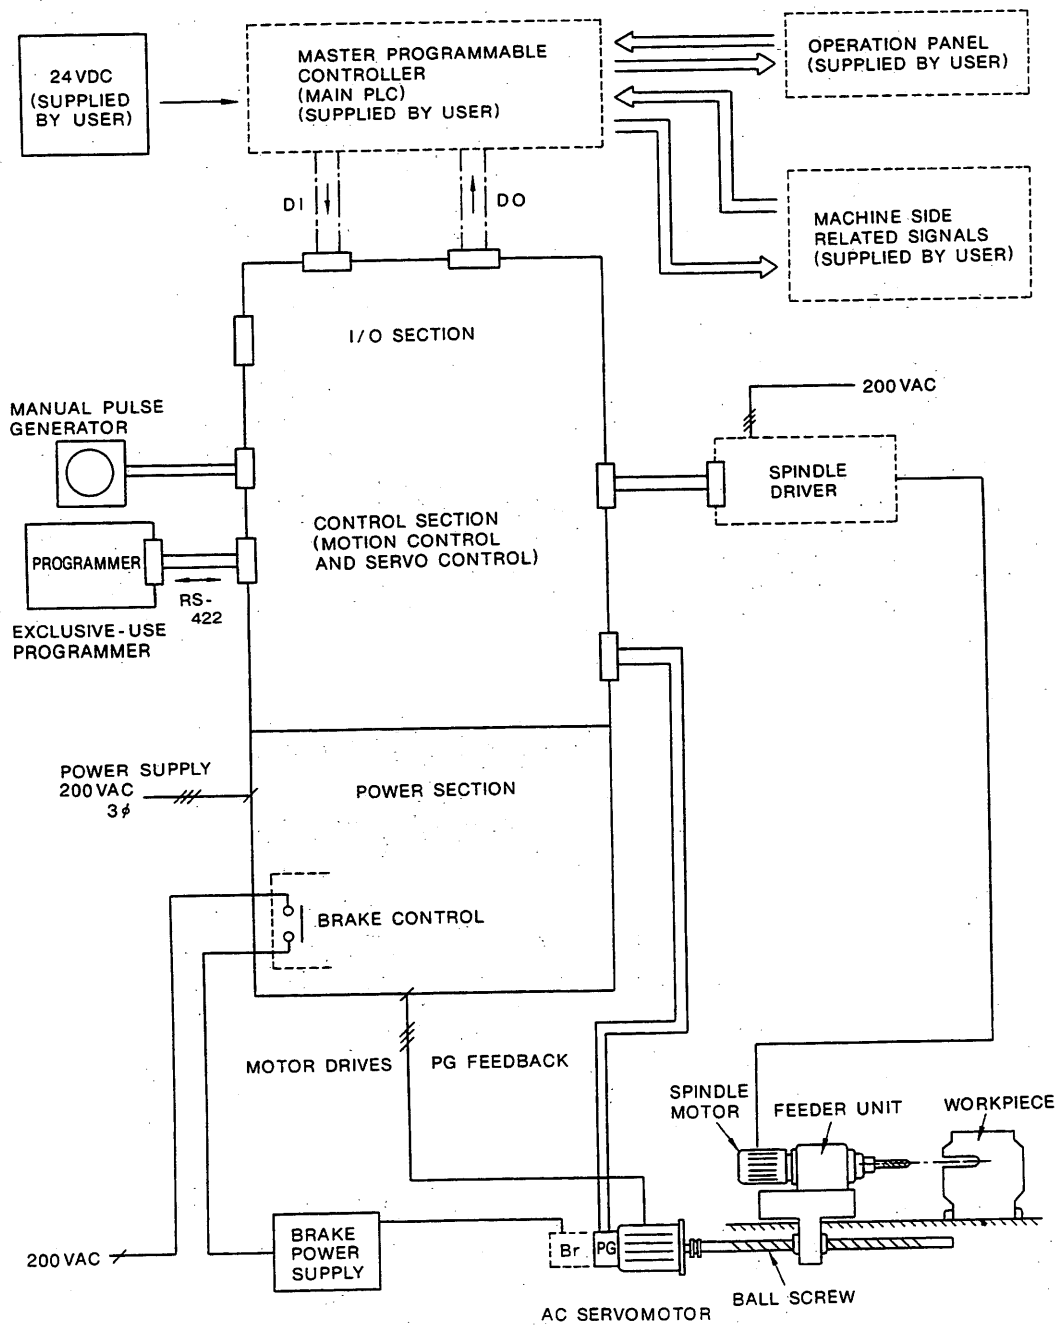 24VDC
(SUPPLIED
BY USER)
MASTER PROGRAMMABLE
CONTROLLER
(MAIN PLC)
(SUPPLIED BY USER)
OPERATION PANEL
(SUPPLIED BY USER)
MACHINE SIDE
RELATED SIGNALS
(SUPPLIED BY USER)
DI
DO
I/O SECTION
MANUAL PULSE
GENERATOR
200VAC
SPINDLE
DRIVER
CONTROL SECTION
(MOTION CONTROL
AND SERVO CONTROL)
PROGRAMMER
RS-
422
EXCLUSIVE-USE
PROGRAMMER
POWER SUPPLY
200VAC
3ϕ
POWER SECTION
BRAKE CONTROL
MOTOR DRIVES
PG FEEDBACK
SPINDLE
MOTOR
FEEDER UNIT
WORKPIECE
200VAC
BRAKE
POWER
SUPPLY
Br
PG
AC SERVOMOTOR
BALL SCREW